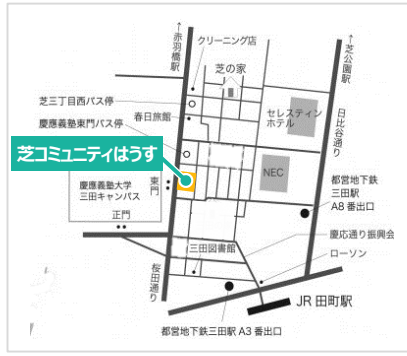 ↑赤羽橋駅
クリーニング店
芝の家
↑芝公園駅
芝三丁目西バス停
春日旅館
セレスティン
ホテル
日比谷通り
慶應義塾東門バス停
芝コミュニティはうす
NEC
慶應義塾大学
三田キャンパス
東門
正門
都営地下鉄
三田駅
A8番出口
慶応通り振興会
三田図書館
ローソン
桜田通り
JR 田町駅
都営地下鉄三田駅 A3 番出口